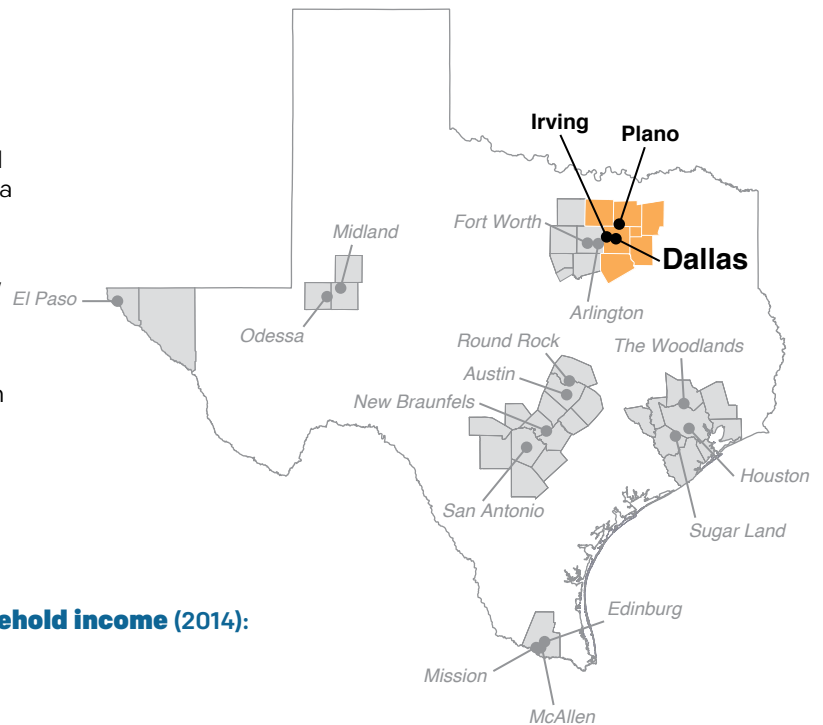 Irving
Plano
Fort Worth
Midland
Dallas
El Paso
Arlington
Odessa
Round Rock
The Woodlands
Austin
New Braunfels
Houston
San Antonio
Sugar Land
Edinburg
ehold income (2014):
Mission
McAllen